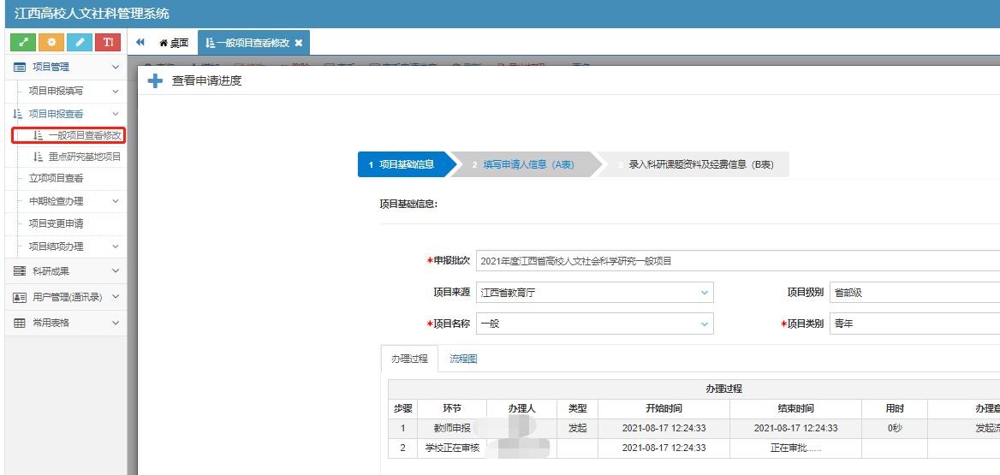 江西高校人文社科管理系统
TI
桌面
一般项目查看修改
项目管理
项目申报填写
项目申报查看
一般项目查看修改
重点研究基地项目
立项项目查看
中期检查办理
项目变更申请
项目结项办理
科研成果
用户管理(通讯录)
常用表格
查看申请进度
1 项目基础信息
2 填写申请人信息（A表）
3 录入科研课题资料及经费信息（B表）
项目基础信息:
*申报批次 2021年度江西省高校人文社会科学研究一般项目
项目来源 江西省教育厅 项目级别 省部级
*项目名称 一般 *项目类别 青年
办理过程 流程图
办理过程
步骤 环节 办理人 类型 开始时间 结束时间 用时 办理意
1 教师申报 发起 2021-08-17 12:24:33 2021-08-17 12:24:33 0秒 发起流
2 学校正在审核 2021-08-17 12:24:33 正在审批......